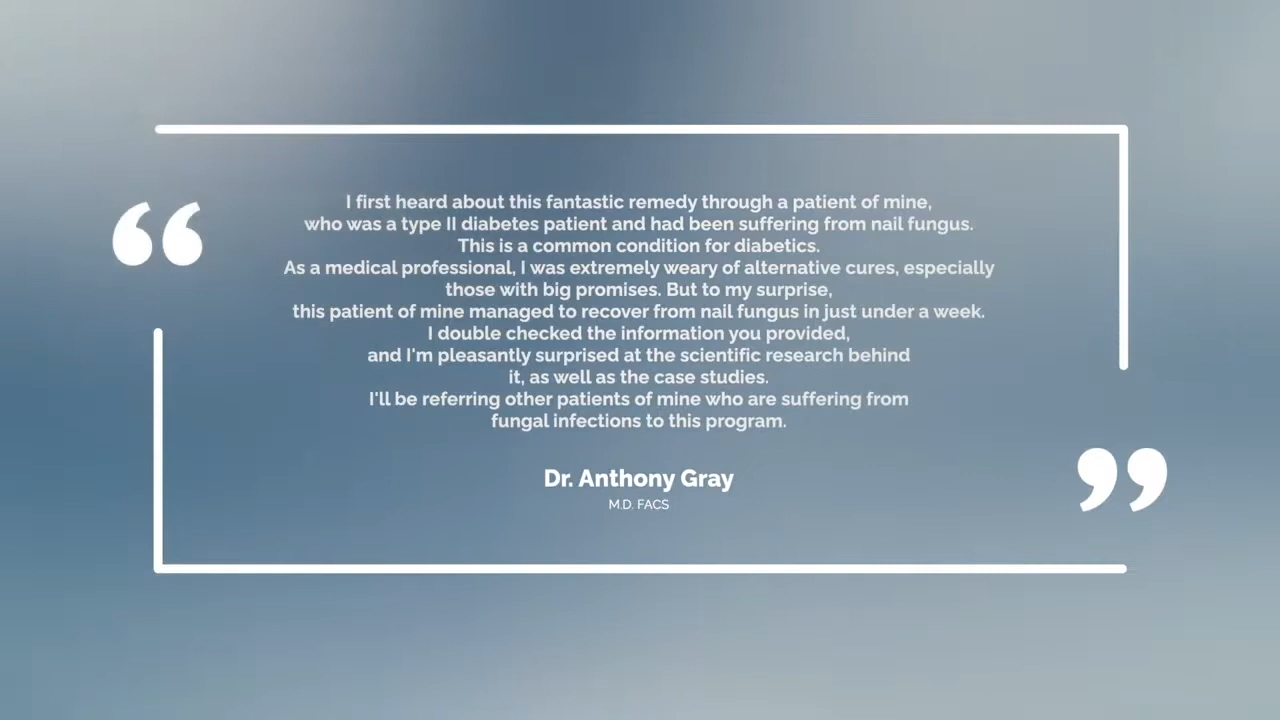 I first heard about this fantastic remedy through a patient of mine,
who was a type II diabetes patient and had been suffering from nail fungus.
This is a common condition for diabetics.
As a medical professional, I was extremely weary of alternative cures, especially
those with big promises. But to my surprise,
this patient of mine managed to recover from nail fungus in just under a week.
I double checked the information you provided,
and I'm pleasantly surprised at the scientific research behind
it, as well as the case studies.
I'll be referring other patients of mine who are suffering from
fungal infections to this program.
Dr. Anthony Gray
M.D. FACS